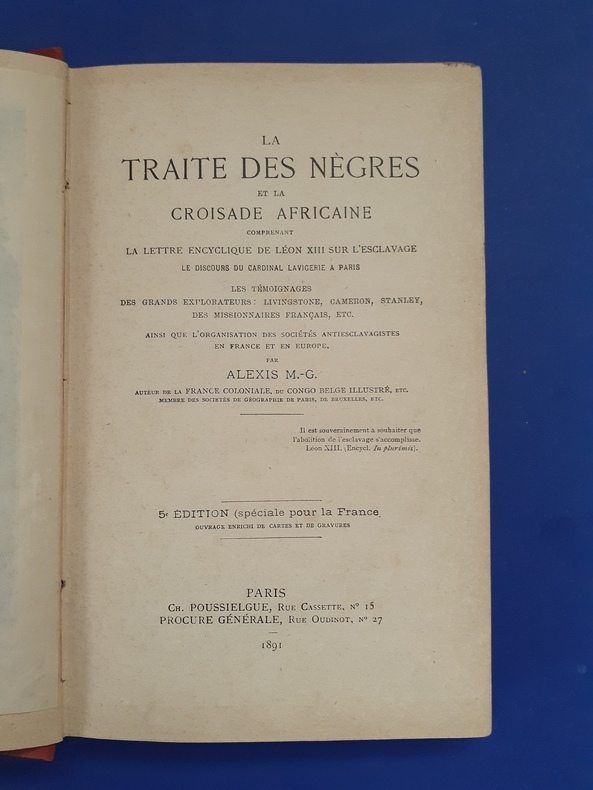 LA
TRAITE DES NÈGRES
ET LA
CROISADE AFRICAINE
COMPRENANT
LA LETTRE ENCYCLIQUE DE LÉON XIII SUR L'ESCLAVAGE
LE DISCOURS DU CARDINAL LAVIGERIE A PARIS
LES TÉMOIGNAGES
DES GRANDS EXPLORATEURS: LIVINGSTONE, CAMERON, STANLEY,
DES MISSIONNAIRES FRANÇAIS, ETC.
AINSI QUE L'ORGANISATION DES SOCIÉTÉS ANTIESCLAVAGISTES
EN FRANCE ET EN EUROPE,
PAR
ALEXIS M.-G.
AUTEUR DE LA FRANCE COLONIALE, DU CONGO BELGE ILLUSTRÉ, ETC.
MEMBRE DES SOCIÉTÉS DE GÉOGRAPHIE DE PARIS, DE BRUXELLES, ETC.
Il est souverainement à souhaiter que
l'abolition de l'esclavage s'accomplisse.
Léon XIII. (Encycl. In plurimis).
5e ÉDITION (spéciale pour la France)
OUVRAGE ENRICHI DE CARTES ET DE GRAVURES
PARIS
CH. POUSSIELGUE, RUE CASSETTE, N° 15
PROCURE GÉNÉRALE, RUE OUDINOT, N° 27
1891